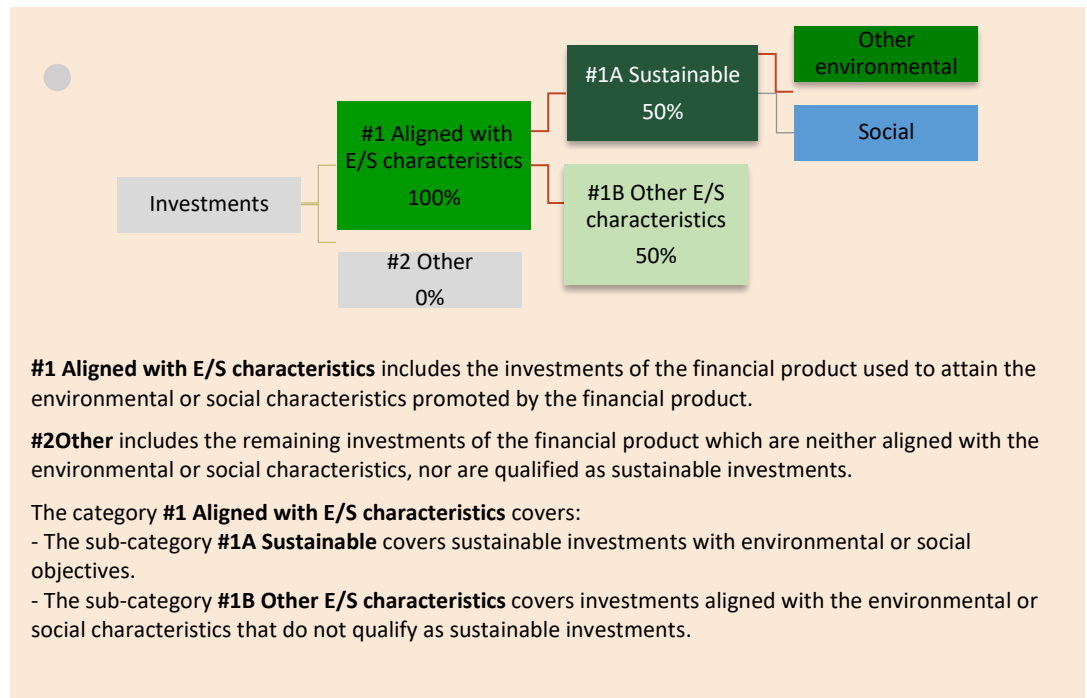 Other
environmental
#1A Sustainable
50%
Social
#1 Aligned with
E/S characteristics
100%
#1B Other E/S
characteristics
50%
Investments
#2 Other
0%
#1 Aligned with E/S characteristics includes the investments of the financial product used to attain the
environmental or social characteristics promoted by the financial product.
#2Other includes the remaining investments of the financial product which are neither aligned with the
environmental or social characteristics, nor are qualified as sustainable investments.
The category #1 Aligned with E/S characteristics covers:
- The sub-category #1A Sustainable covers sustainable investments with environmental or social
objectives.
- The sub-category #1B Other E/S characteristics covers investments aligned with the environmental or
social characteristics that do not qualify as sustainable investments.